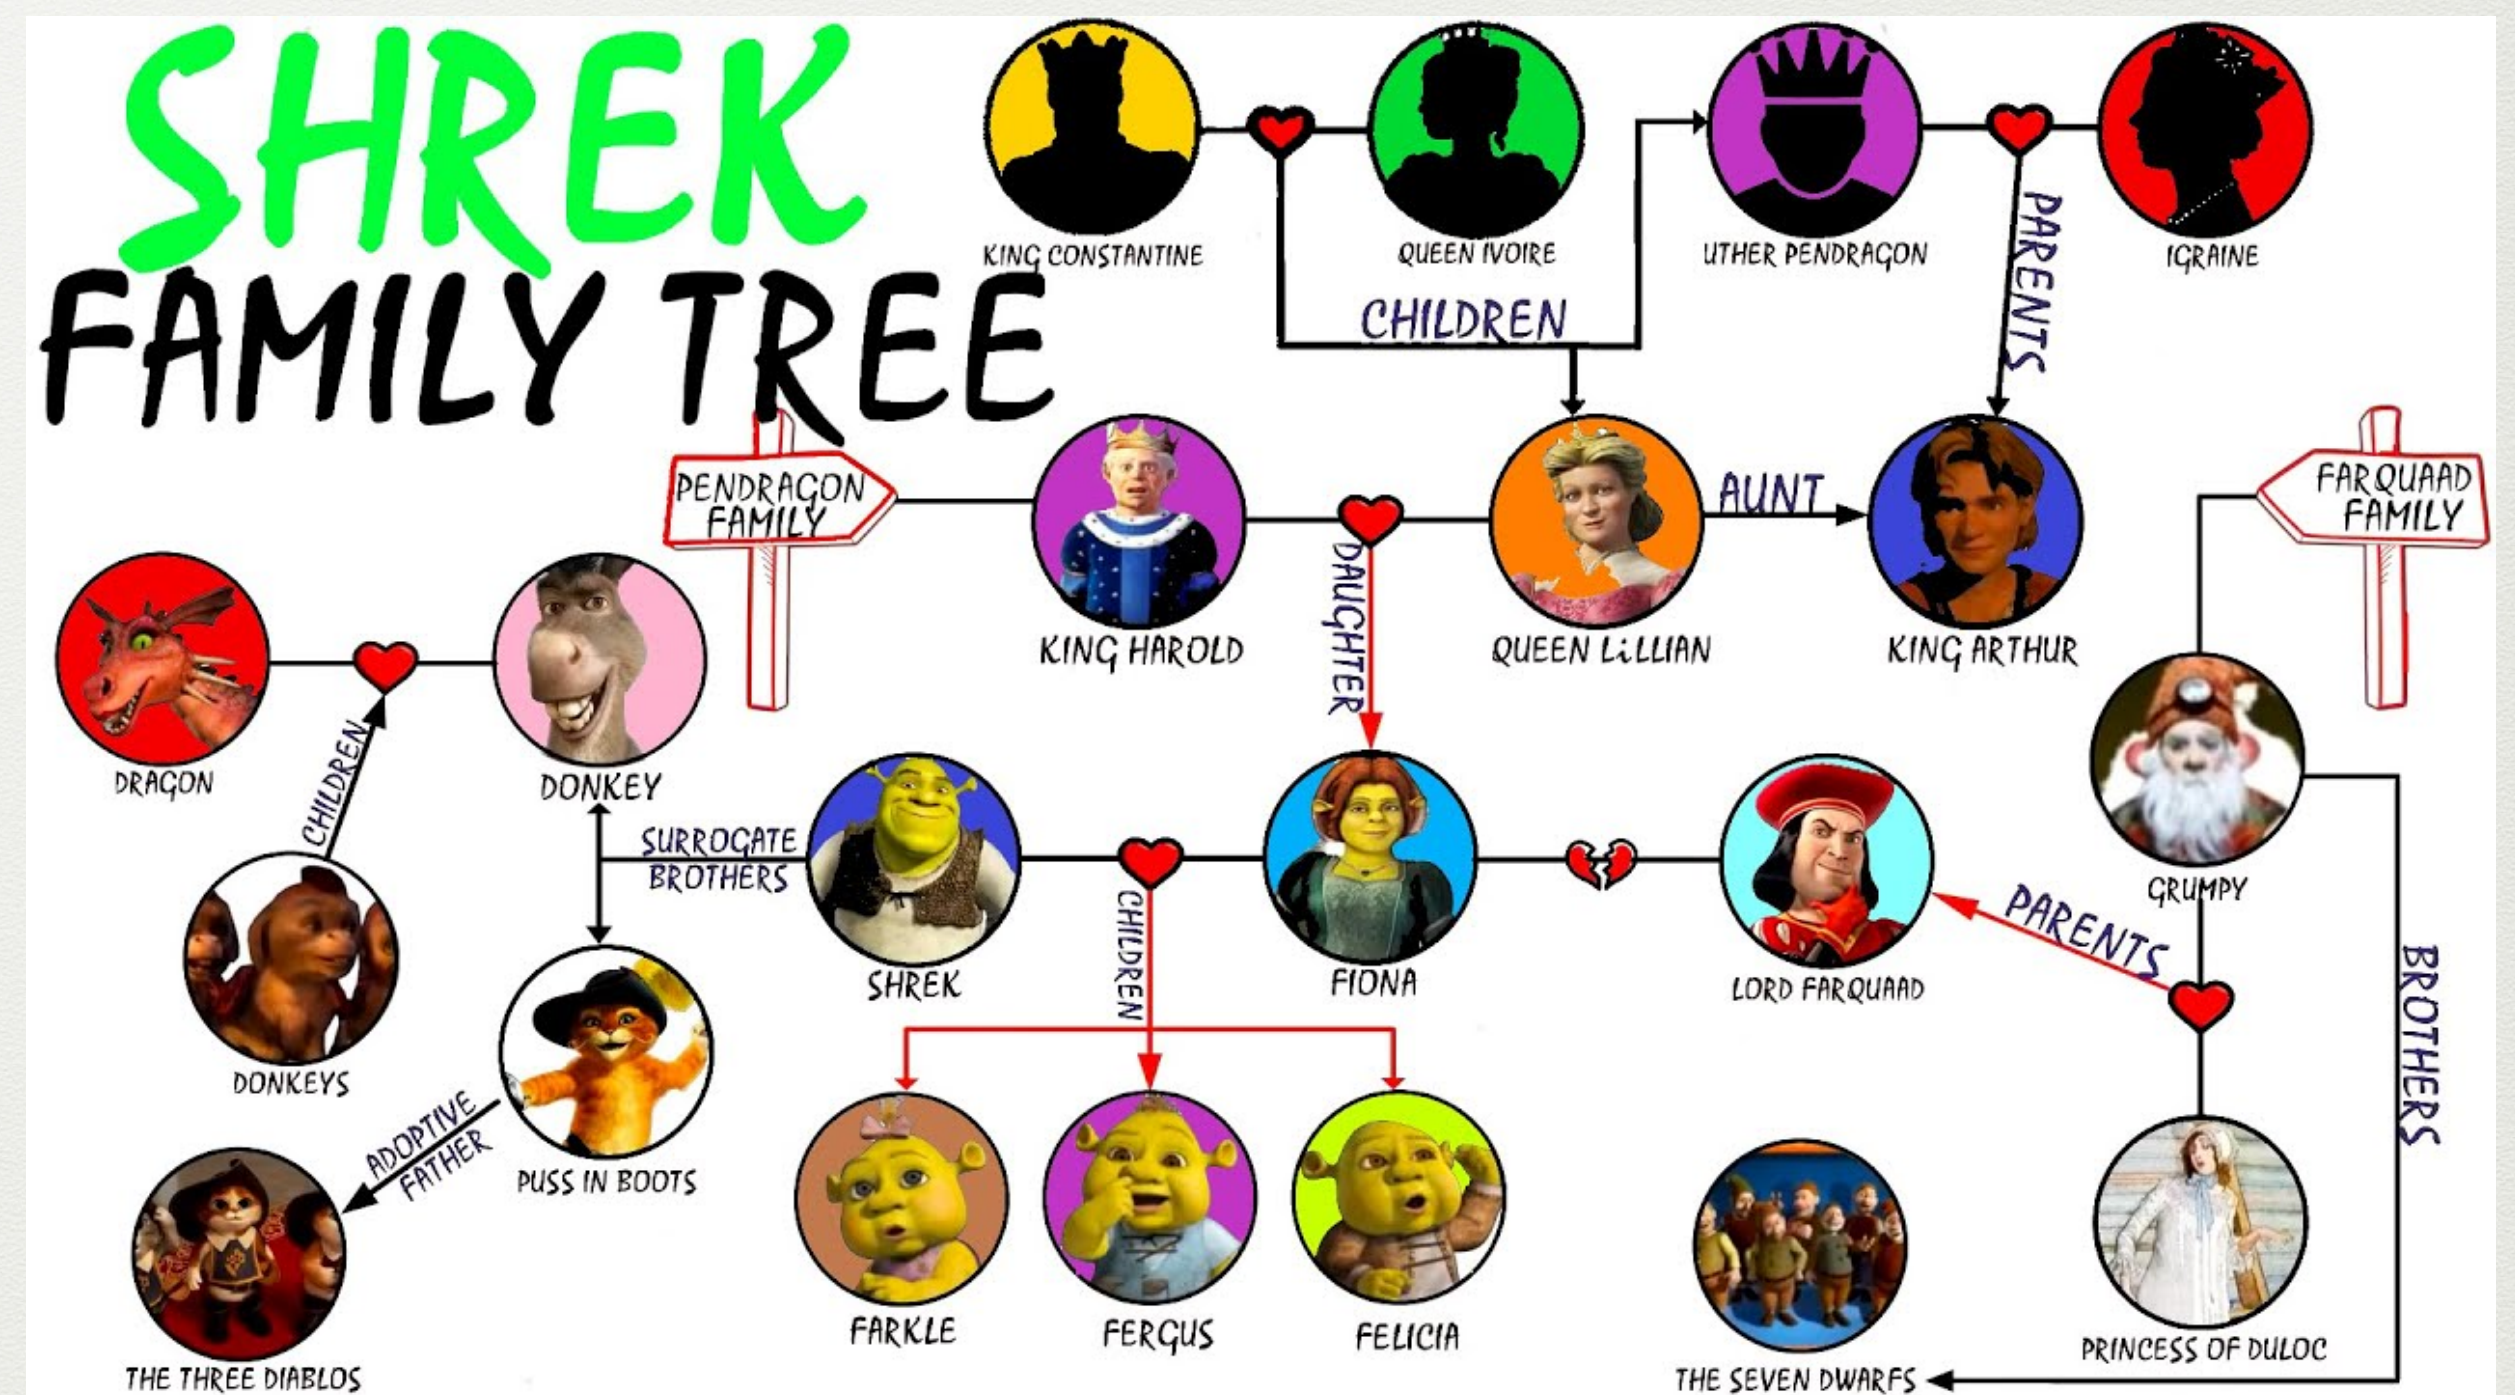 SHREK
FAMILY TREE
KING CONSTANTINE
QUEEN IVOIRE
UTHER PENDRAGON
IGRAINE
CHILDREN
PARENTS
PENDRAGON
FAMILY
KING HAROLD
DAUGHTER
QUEEN LiLLIAN
AUNT
KING ARTHUR
FARQUAAD
FAMILY
DRAGON
DONKEY
CHILDREN
DONKEYS
SURROGATE
BROTHERS
SHREK
CHILDREN
FIONA
LORD FARQUAAD
PARENTS
GRUMPY
BROTHERS
ADOPTIVE
FATHER
PUSS IN BOOTS
THE THREE DIABLOS
FARKLE
FERGUS
FELICIA
THE SEVEN DWARFS
PRINCESS OF DULOC